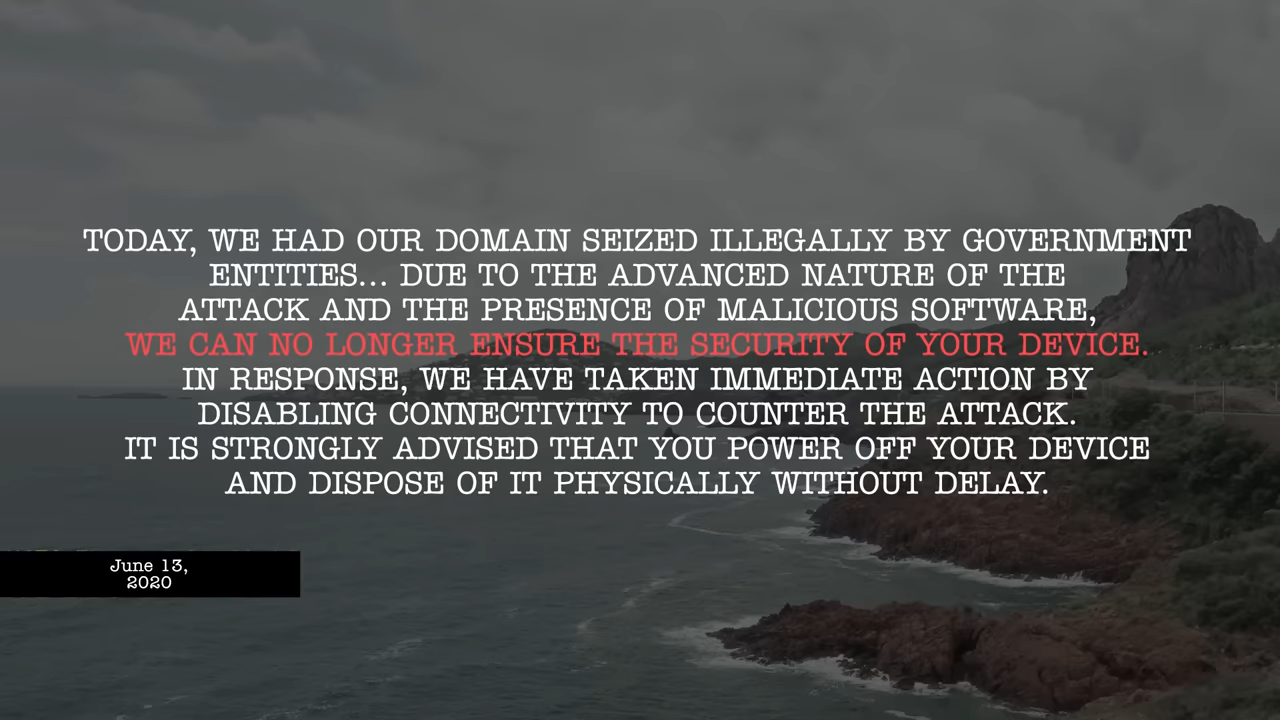 TODAY, WE HAD OUR DOMAIN SEIZED ILLEGALLY BY GOVERNMENT
ENTITIES... DUE TO THE ADVANCED NATURE OF THE
ATTACK AND THE PRESENCE OF MALICIOUS SOFTWARE,
WE CAN NO LONGER ENSURE THE SECURITY OF YOUR DEVICE.
IN RESPONSE, WE HAVE TAKEN IMMEDIATE ACTION BY
DISABLING CONNECTIVITY TO COUNTER THE ATTACK.
IT IS STRONGLY ADVISED THAT YOU POWER OFF YOUR DEVICE
AND DISPOSE OF IT PHYSICALLY WITHOUT DELAY.
June 13,
2020